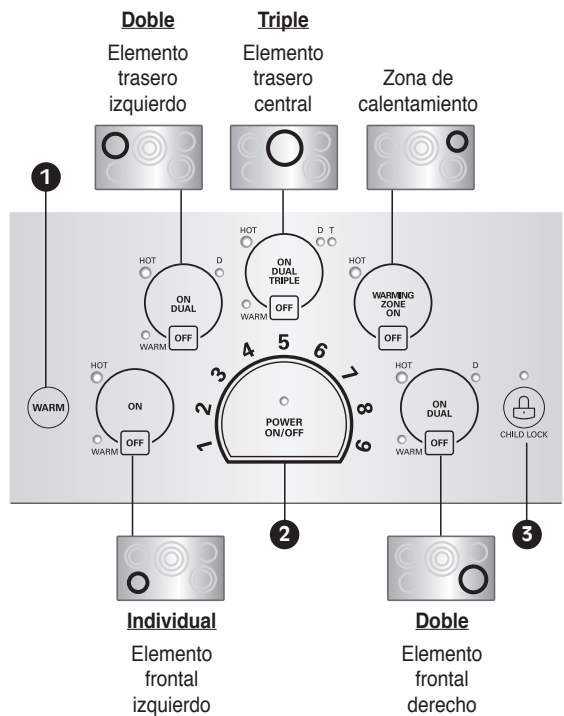 Doble
Elemento
trasero
izquierdo
Triple
Elemento
trasero
central
Zona de
calentamiento
1
HOT
D
ON
DUAL
OFF
WARM
HOT
D T
ON
DUAL
TRIPLE
OFF
WARM
HOT
WARMING
ZONE
ON
OFF
WARM
HOT
ON
OFF
WARM
1 2 3 4 5 6 7 8 9
POWER
ON/OFF
HOT
D
ON
DUAL
OFF
WARM
CHILD LOCK
2
3
Individual
Elemento
frontal
izquierdo
Doble
Elemento
frontal
derecho